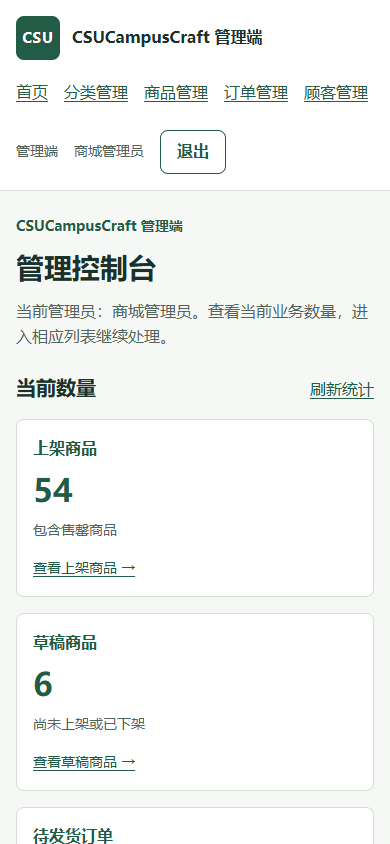 CSU CSUCampusCraft 管理端
首页 分类管理 商品管理 订单管理 顾客管理
管理端 商城管理员 退出
CSUCampusCraft 管理端
管理控制台
当前管理员：商城管理员。查看当前业务数量，进
入相应列表继续处理。
当前数量 刷新统计
上架商品
54
包含售罄商品
查看上架商品 →
草稿商品
6
尚未上架或已下架
查看草稿商品 →
待发货订单